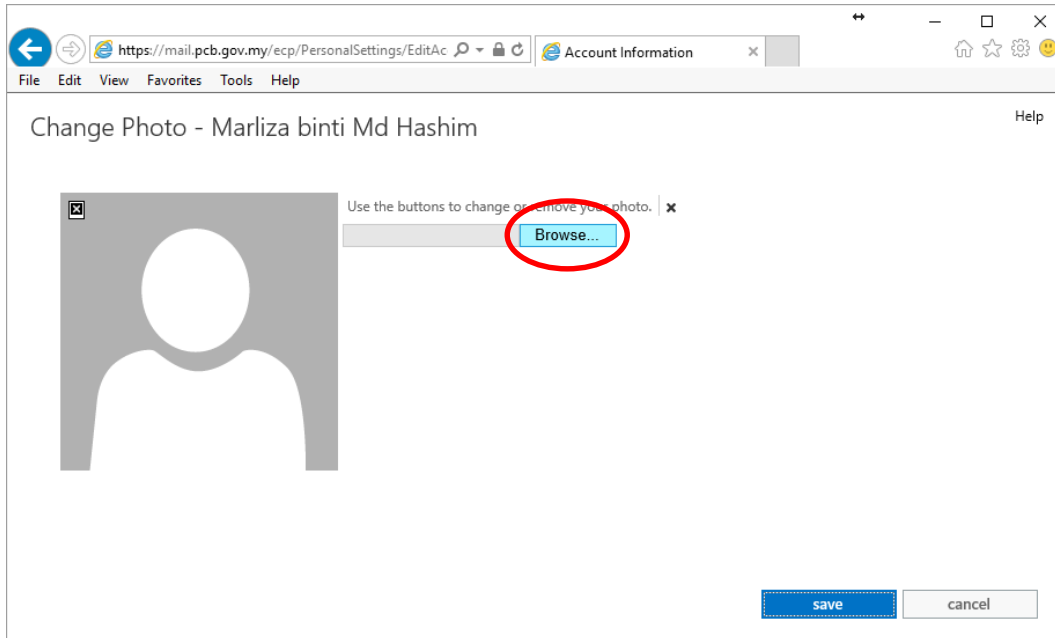 https://mail.pcb.gov.my/ecp/PersonalSettings/EditAc
Account Information
File Edit View Favorites Tools Help
Help
Change Photo - Marliza binti Md Hashim
Use the buttons to change or remove your photo.
Browse...
save cancel